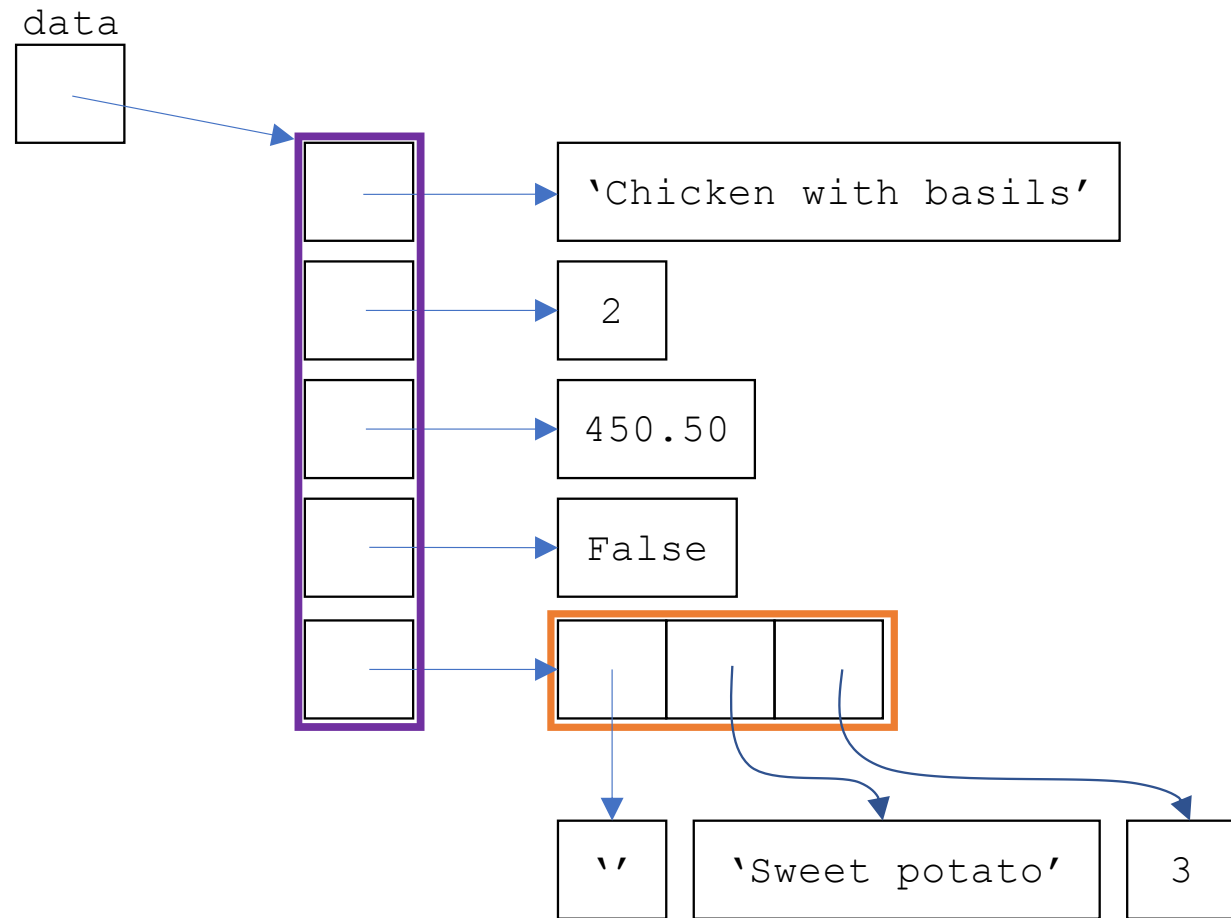 data
‘Chicken with basils’
2
450.50
False
‘’ ‘Sweet potato’ 3